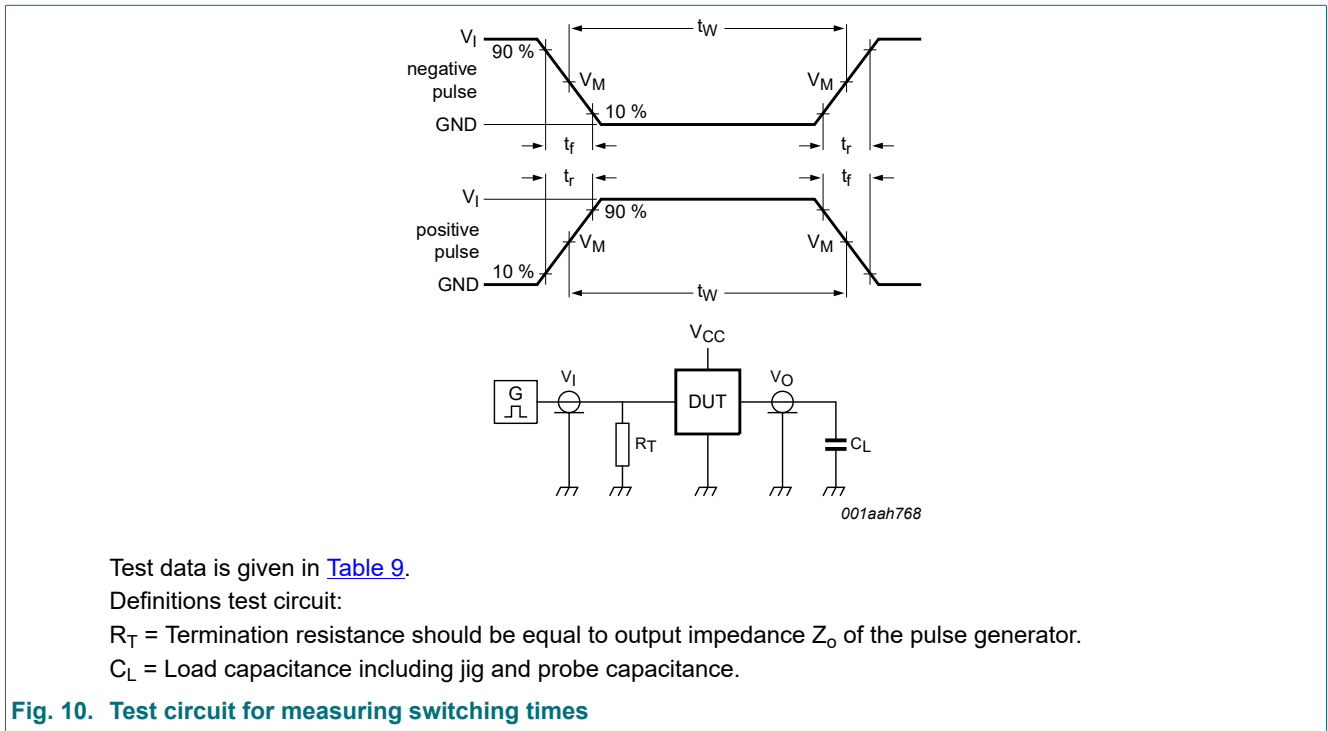 tW
VI
90 %
negative
pulse
VM
VM
10 %
GND
tf
tr
tr
tf
VI
90 %
positive
pulse
VM
VM
10 %
GND
tW
VCC
VI
VO
G
DUT
RT
CL
001aah768
Test data is given in Table 9.
Definitions test circuit:
RT = Termination resistance should be equal to output impedance Zo of the pulse generator.
CL = Load capacitance including jig and probe capacitance.
Fig. 10. Test circuit for measuring switching times